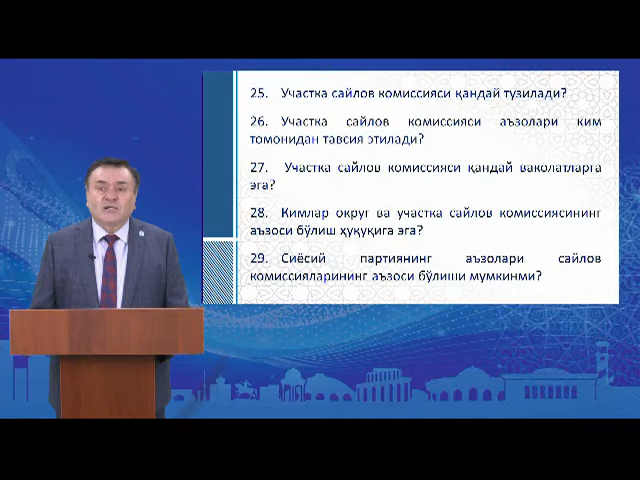 25. Участка сайлов комиссияси қандай тузилади?
26. Участка сайлов комиссияси аъзолари ким
томонидан тавсия этилади?
27. Участка сайлов комиссияси қандай ваколатларга
эга?
28. Кимлар округ ва участка сайлов комиссиясининг
аъзоси бўлиш ҳуқуқига эга?
29. Сиёсий партиянинг аъзолари сайлов
комиссияларининг аъзоси бўлиши мумкинми?